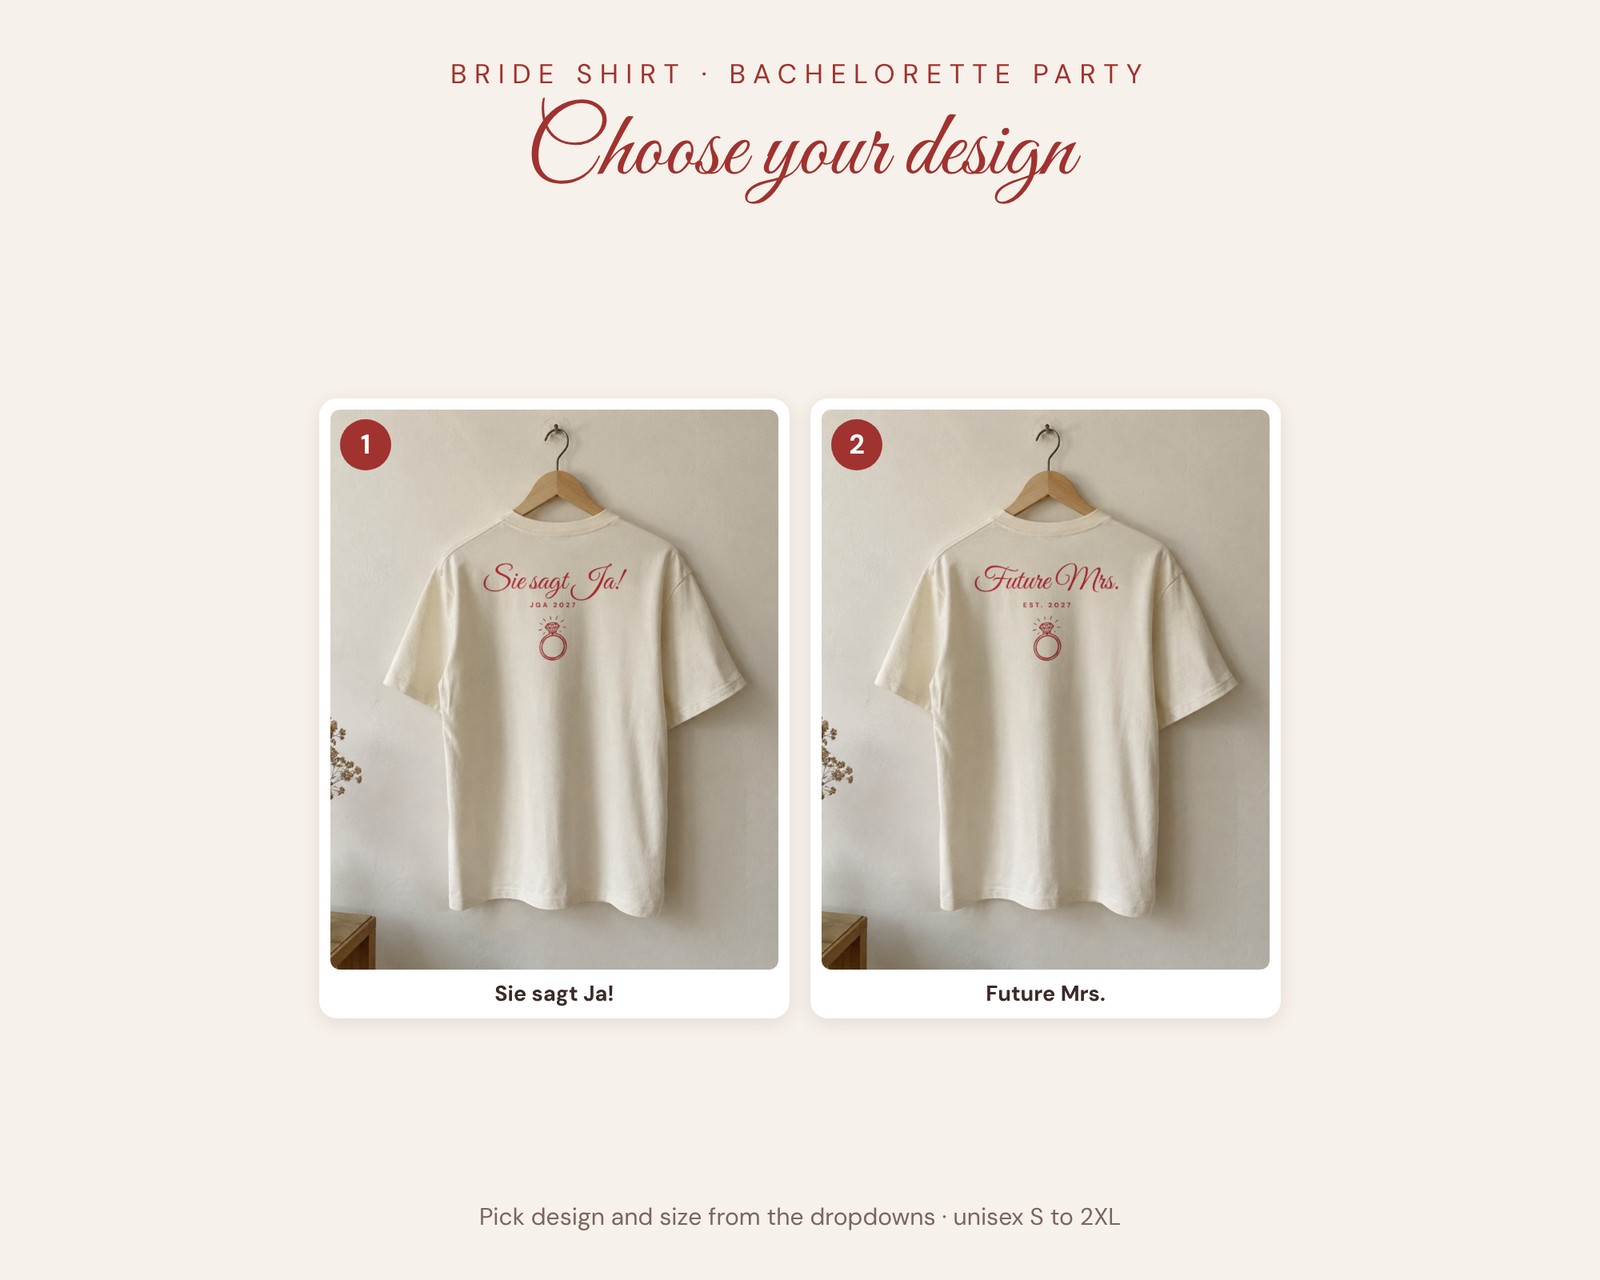 BRIDE SHIRT · BACHELORETTE PARTY
Choose your design
1
Sie sagt Ja!
JGA 2027
Sie sagt Ja!
2
Future Mrs.
EST. 2027
Future Mrs.
Pick design and size from the dropdowns · unisex S to 2XL